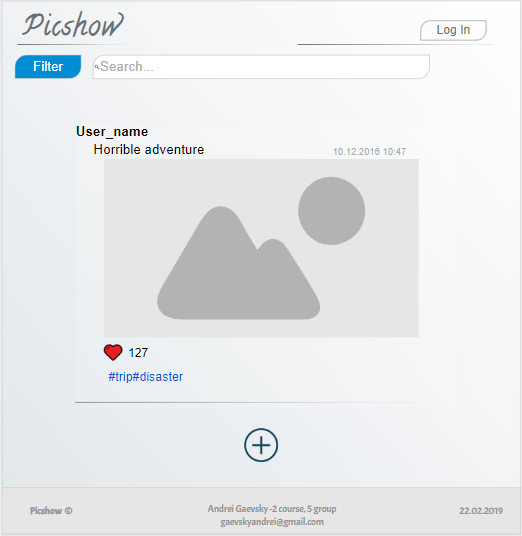 Picshow
Log In
Filter
Search...
User_name
Horrible adventure
10.12.2016 10:47
127
#trip#disaster
Picshow ©
Andrei Gaevsky -2 course, 5 group
gaevskyandrei@gmail.com
22.02.2019